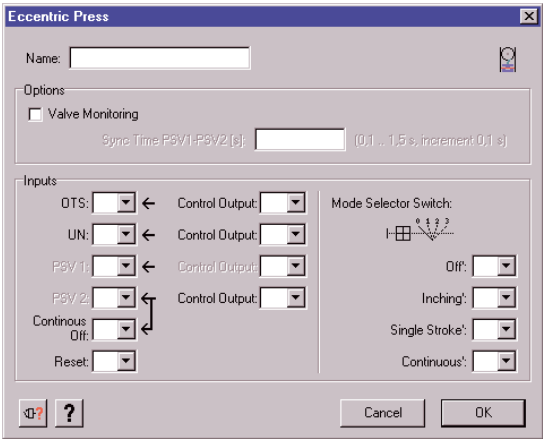 Eccentric Press
Name:
Options
Valve Monitoring
Sync Time PSV1-PSV2 [s]: (0,1 .. 1,5 s, increment 0,1 s)
Inputs
OTS: Control Output: Mode Selector Switch:
0 1 2 3
UN: Control Output:
PSV 1: Control Output: Off':
PSV 2: Control Output: Inching':
Continous
Off: Single Stroke':
Reset: Continuous':
? ? Cancel OK